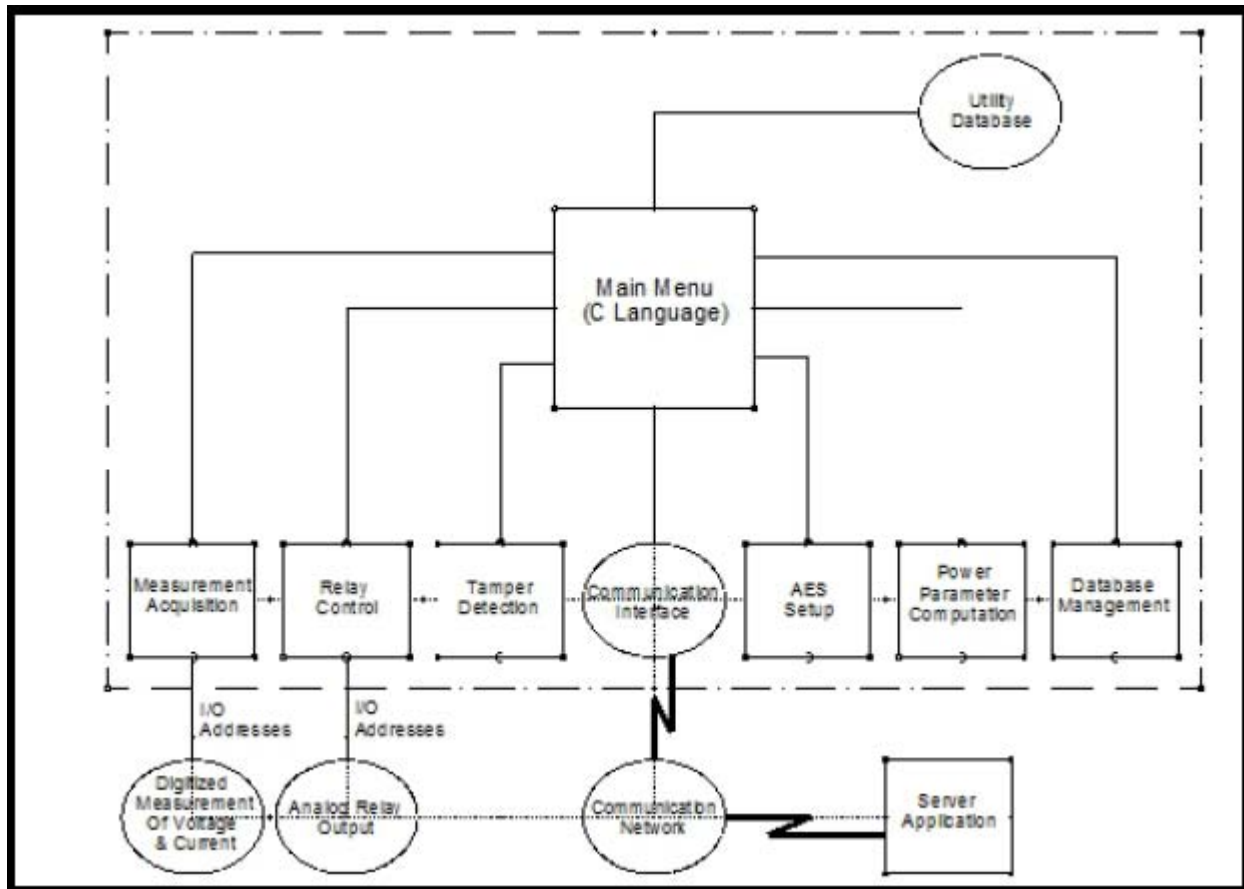 Utility
Database
Main Menu
(C Language)
Measurement
Acquisition
Relay
Control
Tamper
Detection
Communication
Interface
AES
Setup
Power
Parameter
Computation
Database
Management
I/O
Addresses
I/O
Addresses
Digitized
Measurement
Of Voltage
& Current
Analog Relay
Output
Communication
Network
Server
Application